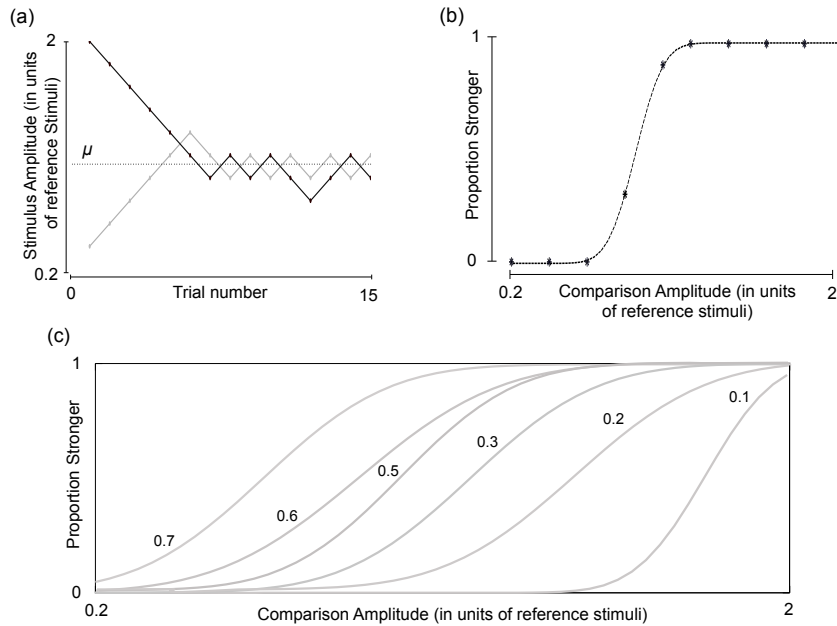 (a)
2
Stimulus Amplitude (in units
of reference Stimuli)
μ
0.2
0
Trial number
15
(b)
1
Proportion Stronger
0
0.2
Comparison Amplitude (in units
of reference stimuli)
2
(c)
1
Proportion Stronger
0.7
0.6
0.5
0.3
0.2
0.1
0
0.2
Comparison Amplitude (in units of reference stimuli)
2